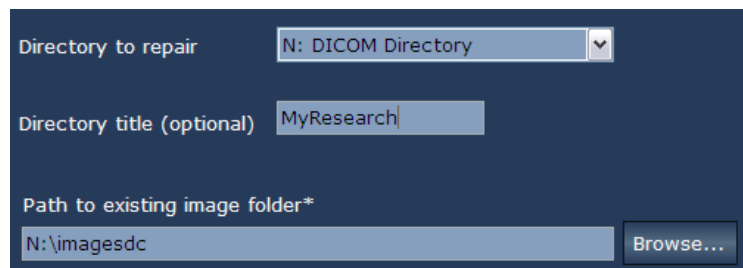 Directory to repair N: DICOM Directory
Directory title (optional) MyResearch
Path to existing image folder*
N:\imagesdc Browse...